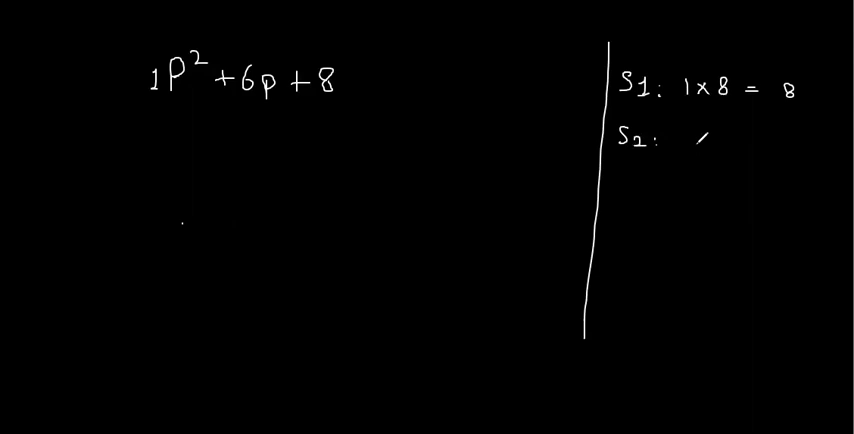 1p² + 6p + 8
S1: 1 × 8 = 8
S2: